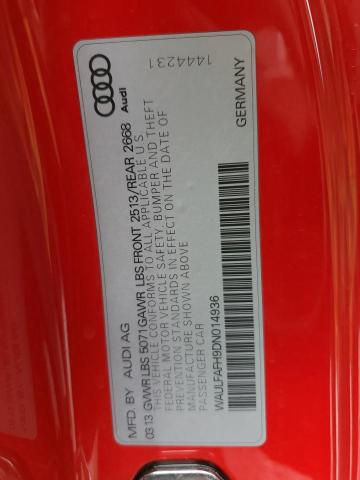 MFD. BY AUDI AG
03 13 GVWR LBS 5071 GAWR LBS FRONT 2513/REAR 2668
THIS VEHICLE CONFORMS TO ALL APPLICABLE U S
FEDERAL MOTOR VEHICLE SAFETY, BUMPER AND THEFT
PREVENTION STANDARDS IN EFFECT ON THE DATE OF
MANUFACTURE SHOWN ABOVE
PASSENGER CAR
WAULFAFH9DN014936
Audi
1444231
GERMANY